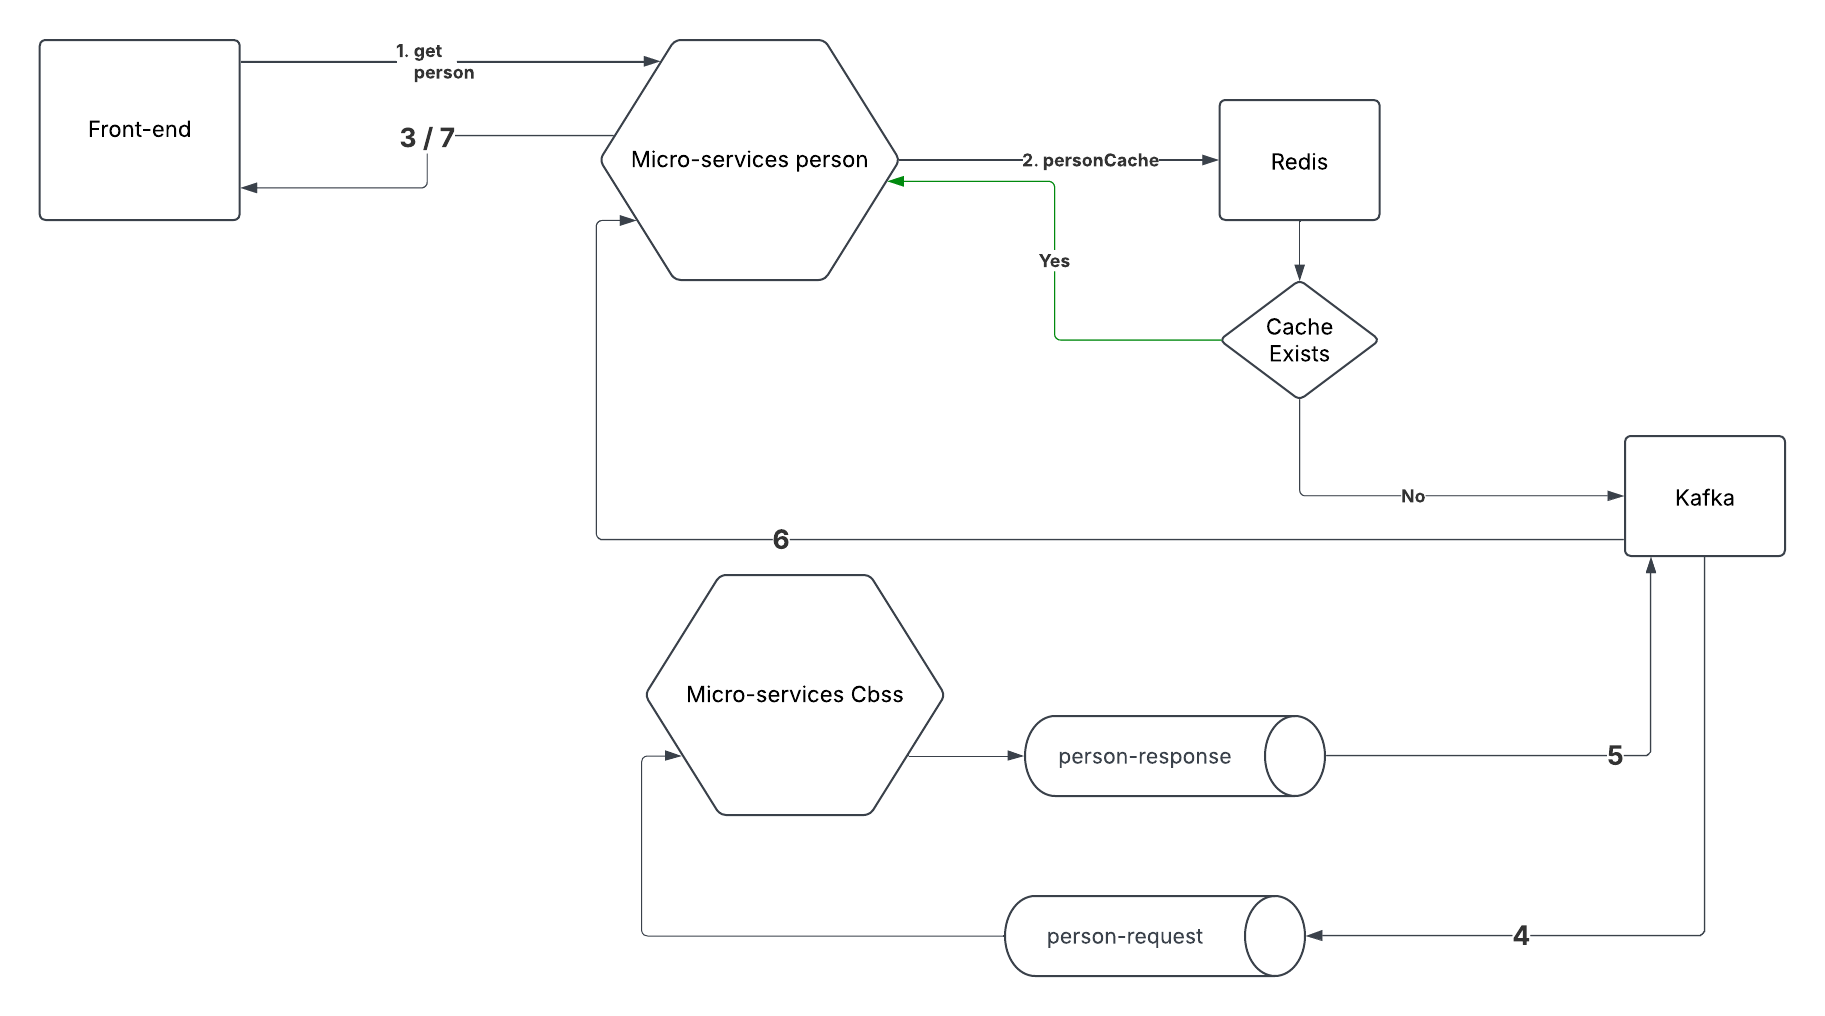 1. get
person
Front-end
3 / 7
Micro-services person
2. personCache
Redis
Yes
Cache
Exists
No
Kafka
6
Micro-services Cbss
person-response
5
person-request
4